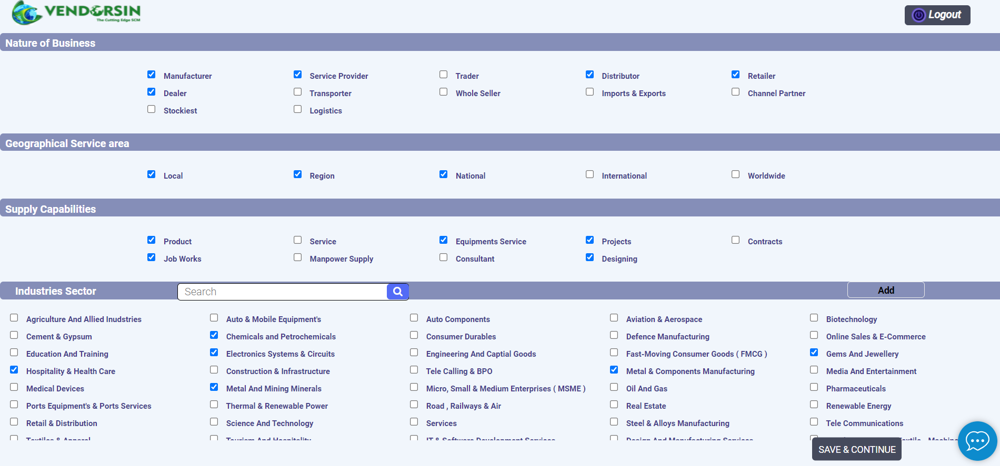 VENDORSIN
The Cutting Edge SCM
Logout
Nature of Business
Manufacturer Service Provider Trader Distributor Retailer
Dealer Transporter Whole Seller Imports & Exports Channel Partner
Stockiest Logistics
Geographical Service area
Local Region National International Worldwide
Supply Capabilities
Product Service Equipments Service Projects Contracts
Job Works Manpower Supply Consultant Designing
Industries Sector Search Add
Agriculture And Allied Inudstries Auto & Mobile Equipment's Auto Components Aviation & Aerospace Biotechnology
Cement & Gypsum Chemicals and Petrochemicals Consumer Durables Defence Manufacturing Online Sales & E-Commerce
Education And Training Electronics Systems & Circuits Engineering And Captial Goods Fast-Moving Consumer Goods ( FMCG ) Gems And Jewellery
Hospitality & Health Care Construction & Infrastructure Tele Calling & BPO Metal & Components Manufacturing Media And Entertainment
Medical Devices Metal And Mining Minerals Micro, Small & Medium Enterprises ( MSME ) Oil And Gas Pharmaceuticals
Ports Equipment's & Ports Services Thermal & Renewable Power Road , Railways & Air Real Estate Renewable Energy
Retail & Distribution Science And Technology Services Steel & Alloys Manufacturing Tele Communications
Textiles & Apparel Tourism And Hospitality IT & Software Development Services Design And Manufacturing Services
SAVE & CONTINUE